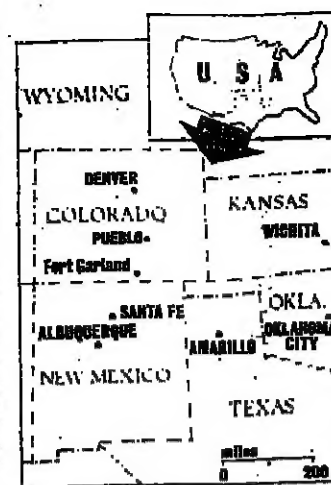 U. S A
WYOMING
DENVER
COLORADO
KANSAS
PUEBLO
WICHITA
Fort Garland
OKLA.
SANTA FE
ALBUQUERQUE
OKLAHOMA
CITY
AMARILLO
NEW MEXICO
TEXAS
miles
0 200